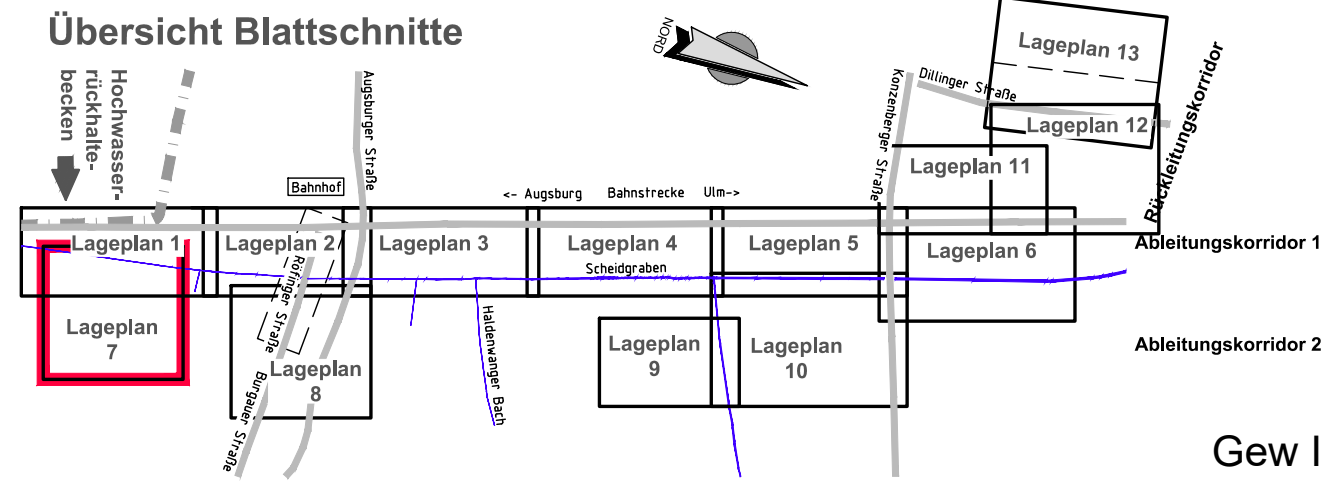 Übersicht Blattschnitte
NORD
Hochwasser-
rückhalte-
becken
Augsburger Straße
Konzenberger Straße
Dillinger Straße
Lageplan 13
Lageplan 12
Lageplan 11
Rückleitungskorridor
Bahnhof
<- Augsburg Bahnstrecke Ulm->
Lageplan 1
Lageplan 2
Lageplan 3
Lageplan 4
Lageplan 5
Lageplan 6
Ableitungskorridor 1
Scheidgraben
Röfinger Straße
Haldenwanger Bach
Lageplan
7
Burgauer Straße
Lageplan
8
Lageplan
9
Lageplan
10
Ableitungskorridor 2
Gew I